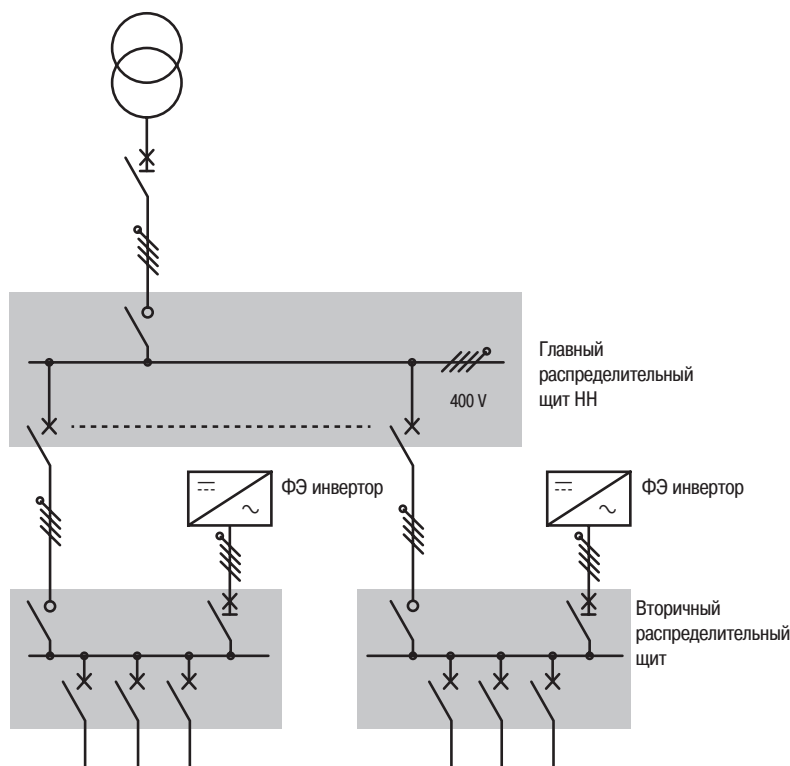 Главный
распределительный
щит НН
400 V
ФЭ инвертор
ФЭ инвертор
Вторичный
распределительный
щит